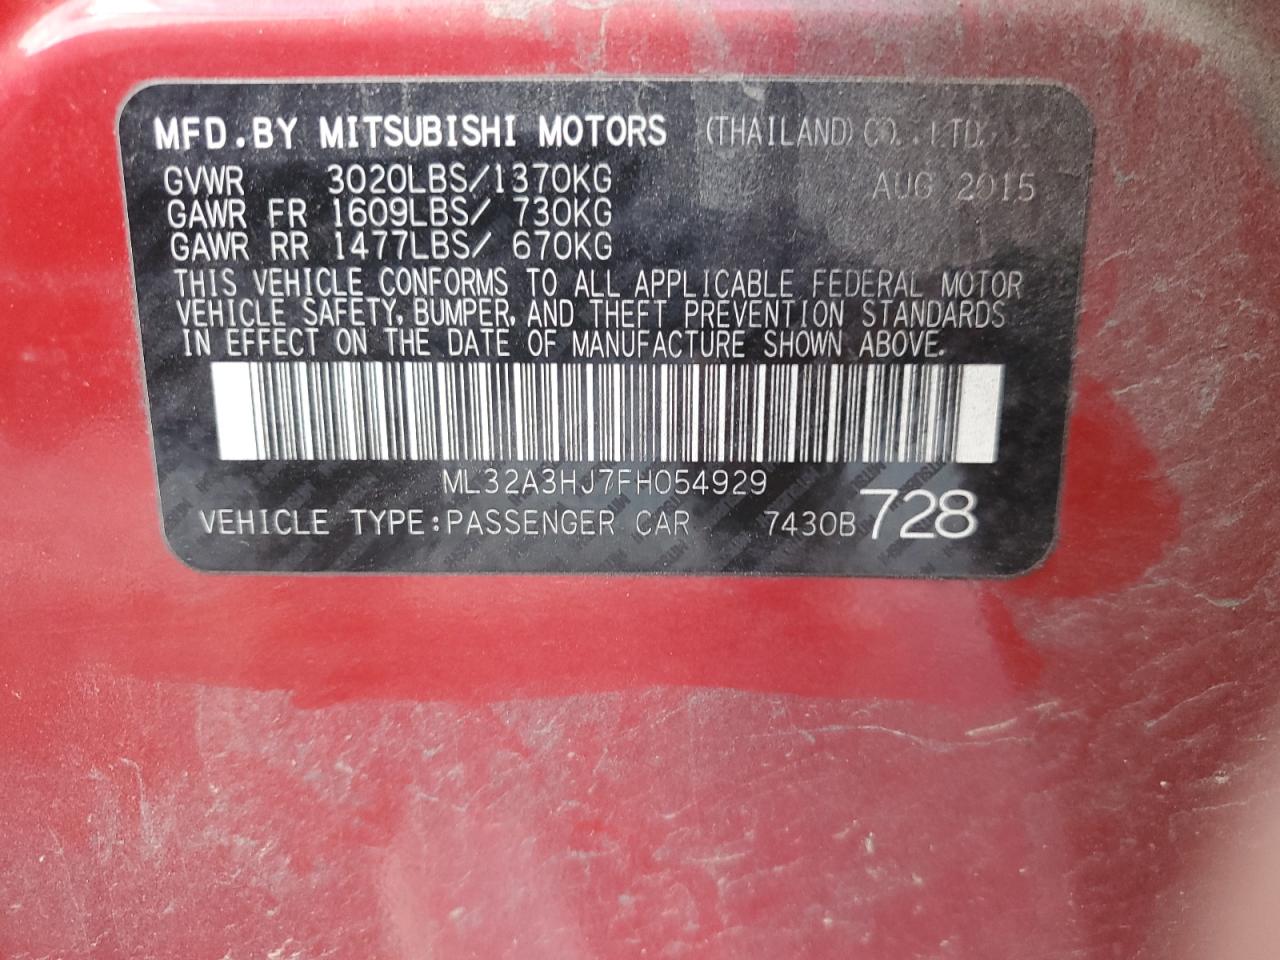 MFD.BY MITSUBISHI MOTORS (THAILAND) CO.,LTD.
GVWR 3020LBS/1370KG AUG 2015
GAWR FR 1609LBS/ 730KG
GAWR RR 1477LBS/ 670KG
THIS VEHICLE CONFORMS TO ALL APPLICABLE FEDERAL MOTOR
VEHICLE SAFETY, BUMPER, AND THEFT PREVENTION STANDARDS
IN EFFECT ON THE DATE OF MANUFACTURE SHOWN ABOVE.
ML32A3HJ7FH054929
VEHICLE TYPE:PASSENGER CAR 7430B 728